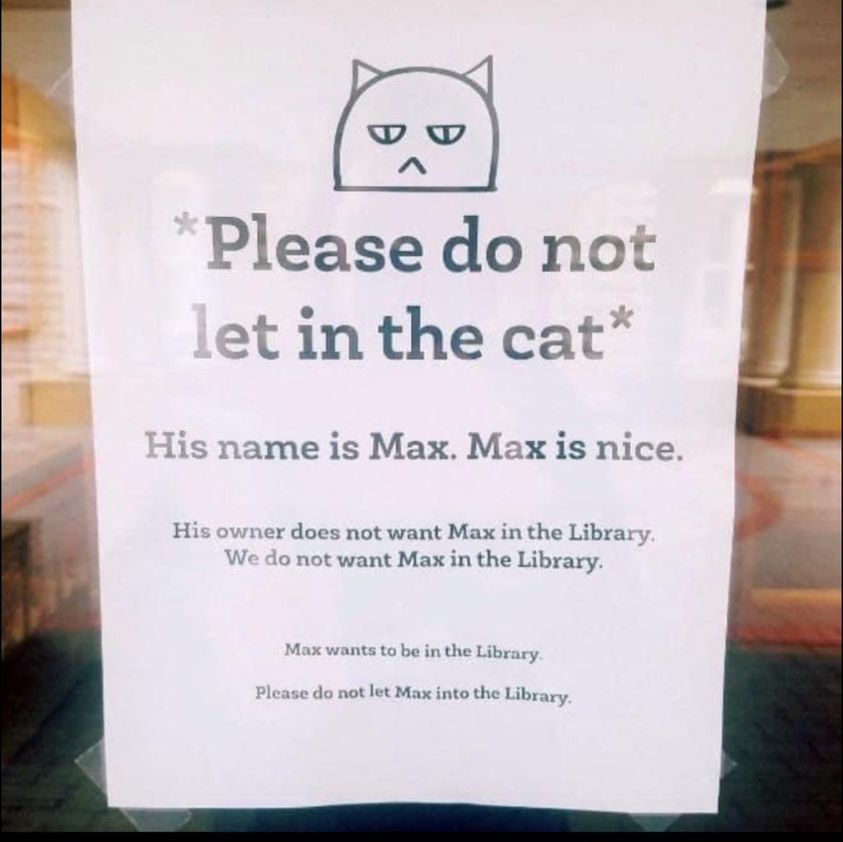 *Please do not
let in the cat*
His name is Max. Max is nice.
His owner does not want Max in the Library.
We do not want Max in the Library.
Max wants to be in the Library.
Please do not let Max into the Library.